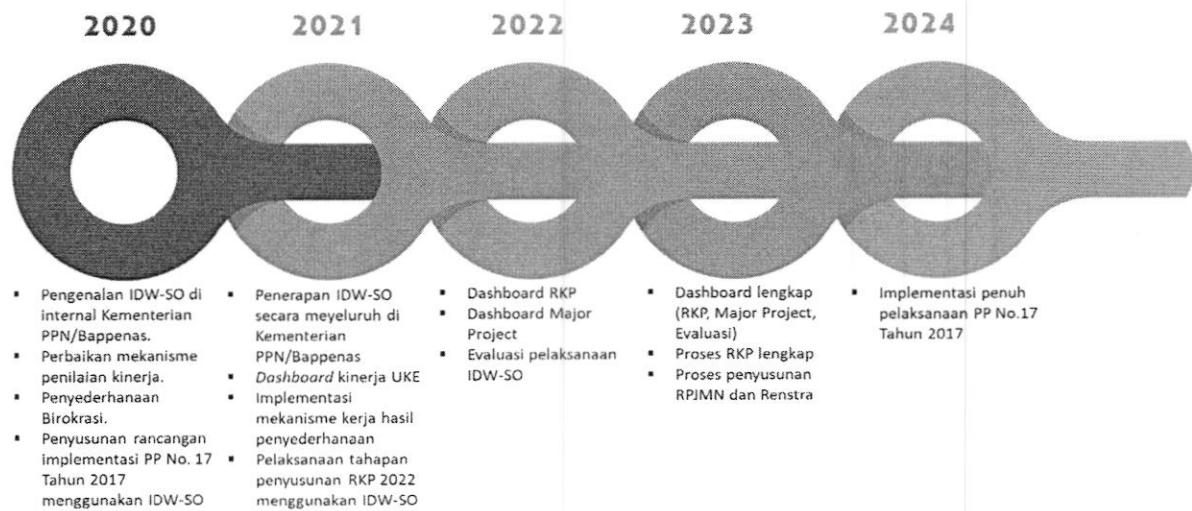 2020
2021
2022
2023
2024
▪ Pengenalan IDW-SO di
internal Kementerian
PPN/Bappenas.
▪ Perbaikan mekanisme
penilaian kinerja.
▪ Penyederhanaan
Birokrasi.
▪ Penyusunan rancangan
implementasi PP No. 17
Tahun 2017
menggunakan IDW-SO
▪ Penerapan IDW-SO
secara meyeluruh di
Kementerian
PPN/Bappenas
▪ Dashboard kinerja UKE
▪ Implementasi
mekanisme kerja hasil
penyederhanaan
▪ Pelaksanaan tahapan
penyusunan RKP 2022
menggunakan IDW-SO
▪ Dashboard RKP
▪ Dashboard Major
Project
▪ Evaluasi pelaksanaan
IDW-SO
▪ Dashboard lengkap
(RKP, Major Project,
Evaluasi)
▪ Proses RKP lengkap
▪ Proses penyusunan
RPJMN dan Renstra
▪ Implementasi penuh
pelaksanaan PP No.17
Tahun 2017